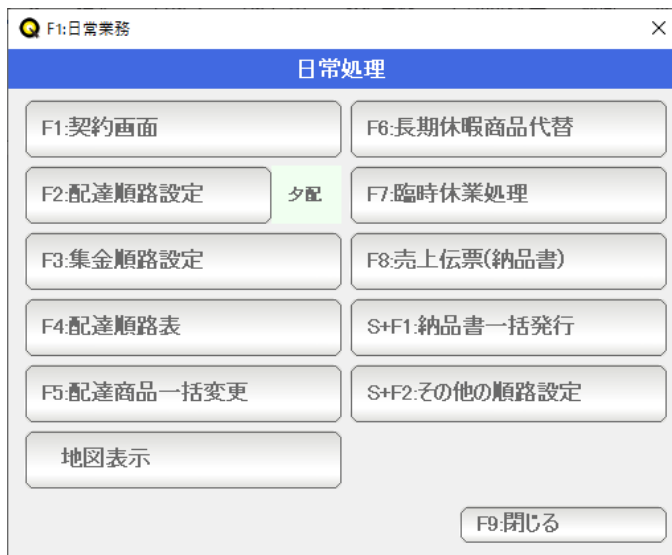 F1:日常業務
日常処理
F1:契約画面
F2:配達順路設定
夕配
F3:集金順路設定
F4:配達順路表
F5:配達商品一括変更
地図表示
F6:長期休暇商品代替
F7:臨時休業処理
F8:売上伝票(納品書)
S+F1:納品書一括発行
S+F2:その他の順路設定
F9:閉じる